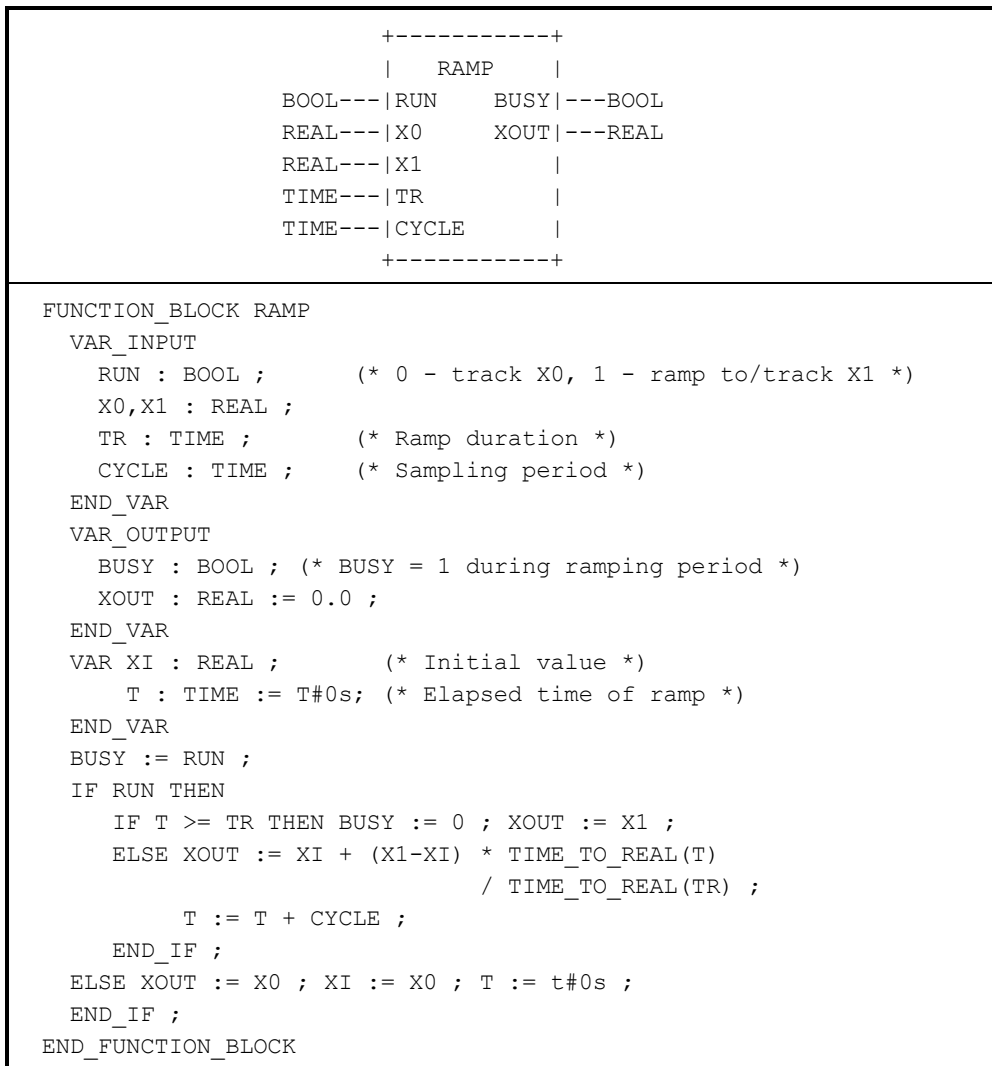 +-----------+
|   RAMP    |
BOOL---|RUN    BUSY|---BOOL
REAL---|X0     XOUT|---REAL
REAL---|X1         |
TIME---|TR         |
TIME---|CYCLE      |
+-----------+
FUNCTION_BLOCK RAMP
VAR_INPUT
RUN : BOOL ;       (* 0 - track X0, 1 - ramp to/track X1 *)
X0,X1 : REAL ;
TR : TIME ;        (* Ramp duration *)
CYCLE : TIME ;     (* Sampling period *)
END_VAR
VAR_OUTPUT
BUSY : BOOL ; (* BUSY = 1 during ramping period *)
XOUT : REAL := 0.0 ;
END_VAR
VAR XI : REAL ;        (* Initial value *)
T : TIME := T#0s; (* Elapsed time of ramp *)
END_VAR
BUSY := RUN ;
IF RUN THEN
IF T >= TR THEN BUSY := 0 ; XOUT := X1 ;
ELSE XOUT := XI + (X1-XI) * TIME_TO_REAL(T)
/ TIME_TO_REAL(TR) ;
T := T + CYCLE ;
END_IF ;
ELSE XOUT := X0 ; XI := X0 ; T := t#0s ;
END_IF ;
END_FUNCTION_BLOCK